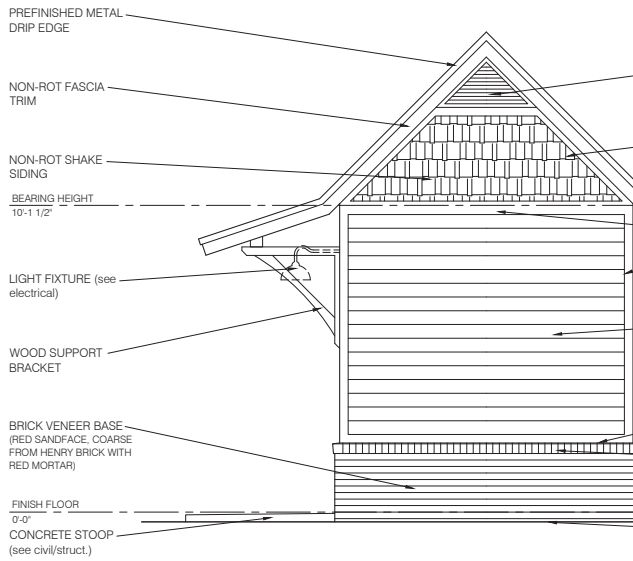 PREFINISHED METAL
DRIP EDGE
NON-ROT FASCIA
TRIM
NON-ROT SHAKE
SIDING
BEARING HEIGHT
10'-1 1/2"
LIGHT FIXTURE (see
electrical)
WOOD SUPPORT
BRACKET
BRICK VENEER BASE
(RED SANDFACE, COARSE
FROM HENRY BRICK WITH
RED MORTAR)
FINISH FLOOR
0'-0"
CONCRETE STOOP
(see civil/struct.)